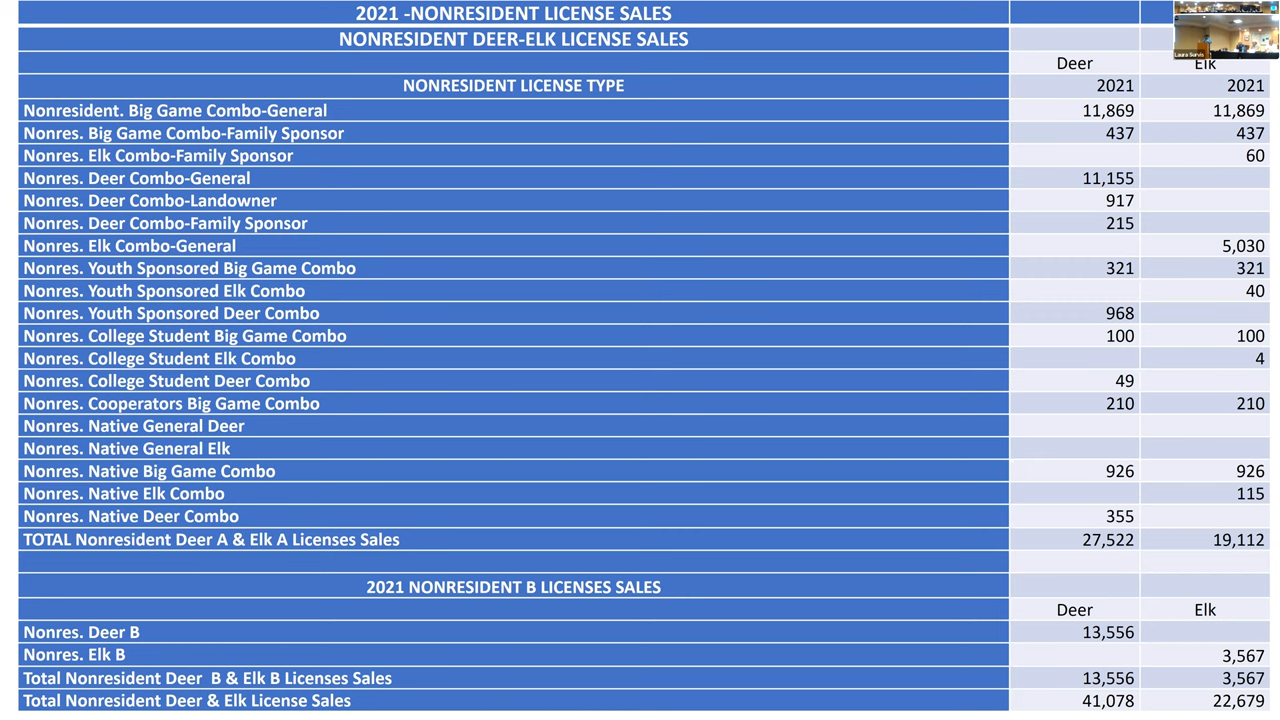 2021 -NONRESIDENT LICENSE SALES
NONRESIDENT DEER-ELK LICENSE SALES
Deer Elk
NONRESIDENT LICENSE TYPE 2021 2021
Nonresident. Big Game Combo-General 11,869 11,869
Nonres. Big Game Combo-Family Sponsor 437 437
Nonres. Elk Combo-Family Sponsor 60
Nonres. Deer Combo-General 11,155
Nonres. Deer Combo-Landowner 917
Nonres. Deer Combo-Family Sponsor 215
Nonres. Elk Combo-General 5,030
Nonres. Youth Sponsored Big Game Combo 321 321
Nonres. Youth Sponsored Elk Combo 40
Nonres. Youth Sponsored Deer Combo 968
Nonres. College Student Big Game Combo 100 100
Nonres. College Student Elk Combo 4
Nonres. College Student Deer Combo 49
Nonres. Cooperators Big Game Combo 210 210
Nonres. Native General Deer
Nonres. Native General Elk
Nonres. Native Big Game Combo 926 926
Nonres. Native Elk Combo 115
Nonres. Native Deer Combo 355
TOTAL Nonresident Deer A & Elk A Licenses Sales 27,522 19,112
2021 NONRESIDENT B LICENSES SALES
Deer Elk
Nonres. Deer B 13,556
Nonres. Elk B 3,567
Total Nonresident Deer B & Elk B Licenses Sales 13,556 3,567
Total Nonresident Deer & Elk License Sales 41,078 22,679